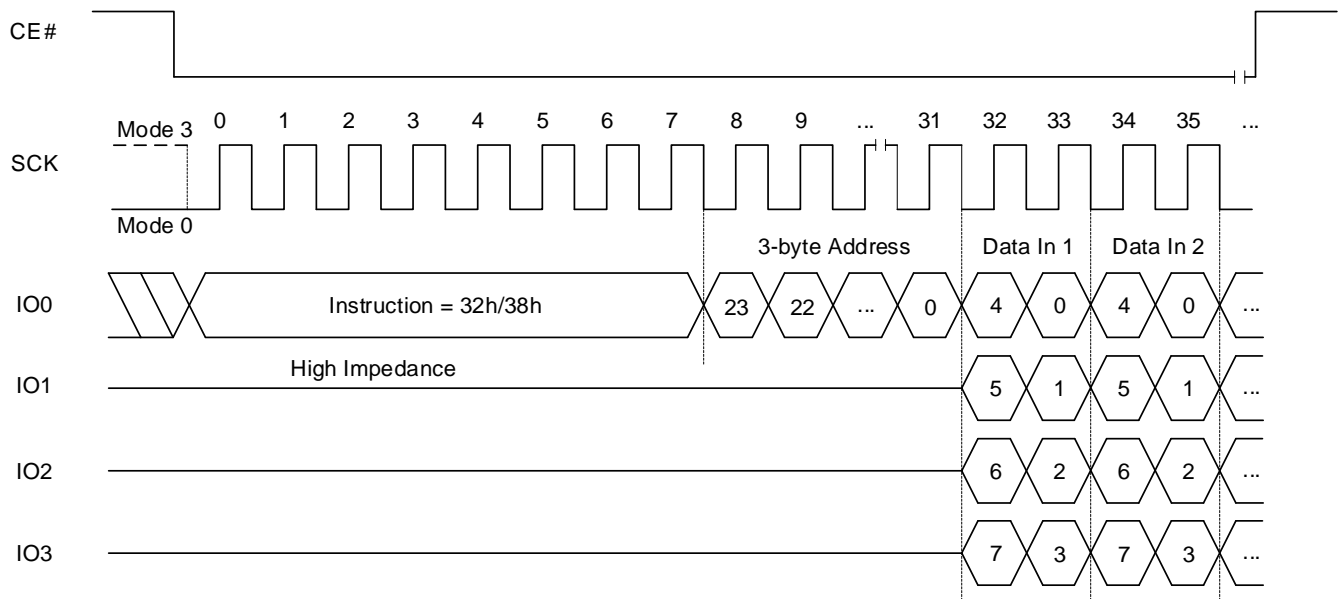 CE#
Mode 3 0 1 2 3 4 5 6 7 8 9 ... 31 32 33 34 35 ...
SCK
Mode 0
3-byte Address Data In 1 Data In 2
IO0 Instruction = 32h/38h 23 22 ... 0 4 0 4 0 ...
High Impedance
IO1 5 1 5 1 ...
IO2 6 2 6 2 ...
IO3 7 3 7 3 ...